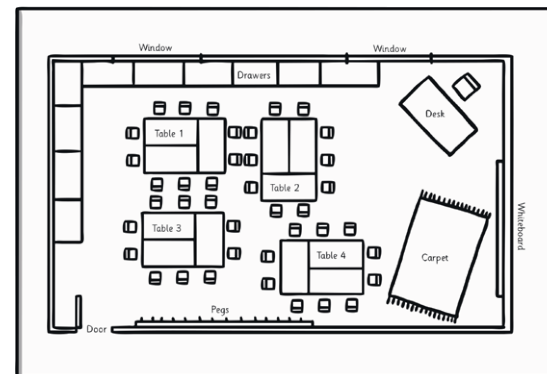 Window
Window
Drawers
Desk
Table 1
Table 2
Table 3
Table 4
Whiteboard
Carpet
Pegs
Door